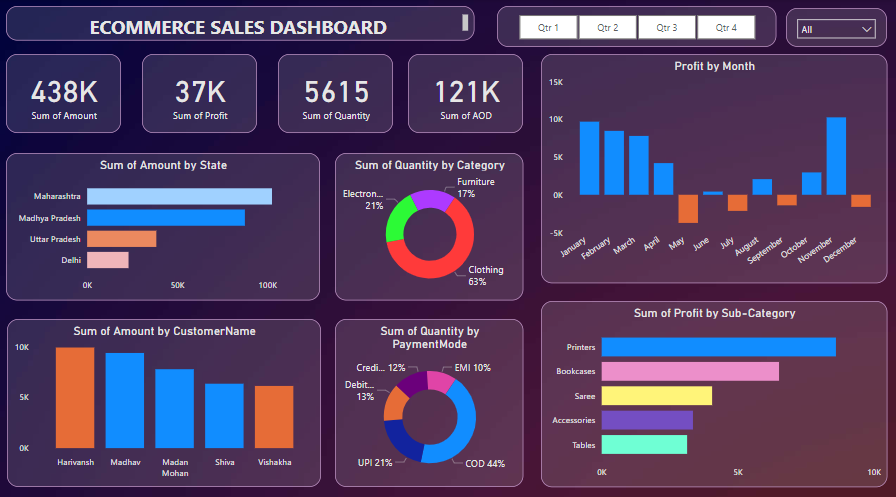 ECOMMERCE SALES DASHBOARD
Qtr 1
Qtr 2
Qtr 3
Qtr 4
All
438K
Sum of Amount
37K
Sum of Profit
5615
Sum of Quantity
121K
Sum of AOD
Profit by Month
15K
10K
5K
0K
-5K
January
February
March
April
May
June
July
August
September
October
November
December
Sum of Amount by State
Maharashtra
Madhya Pradesh
Uttar Pradesh
Delhi
0K
50K
100K
Sum of Quantity by Category
Furniture
17%
Electron...
21%
Clothing
63%
Sum of Amount by CustomerName
10K
5K
0K
Harivansh
Madhav
Madan
Mohan
Shiva
Vishakha
Sum of Quantity by
PaymentMode
Credi... 12%
EMI 10%
Debit...
13%
UPI 21%
COD 44%
Sum of Profit by Sub-Category
Printers
Bookcases
Saree
Accessories
Tables
0K
5K
10K